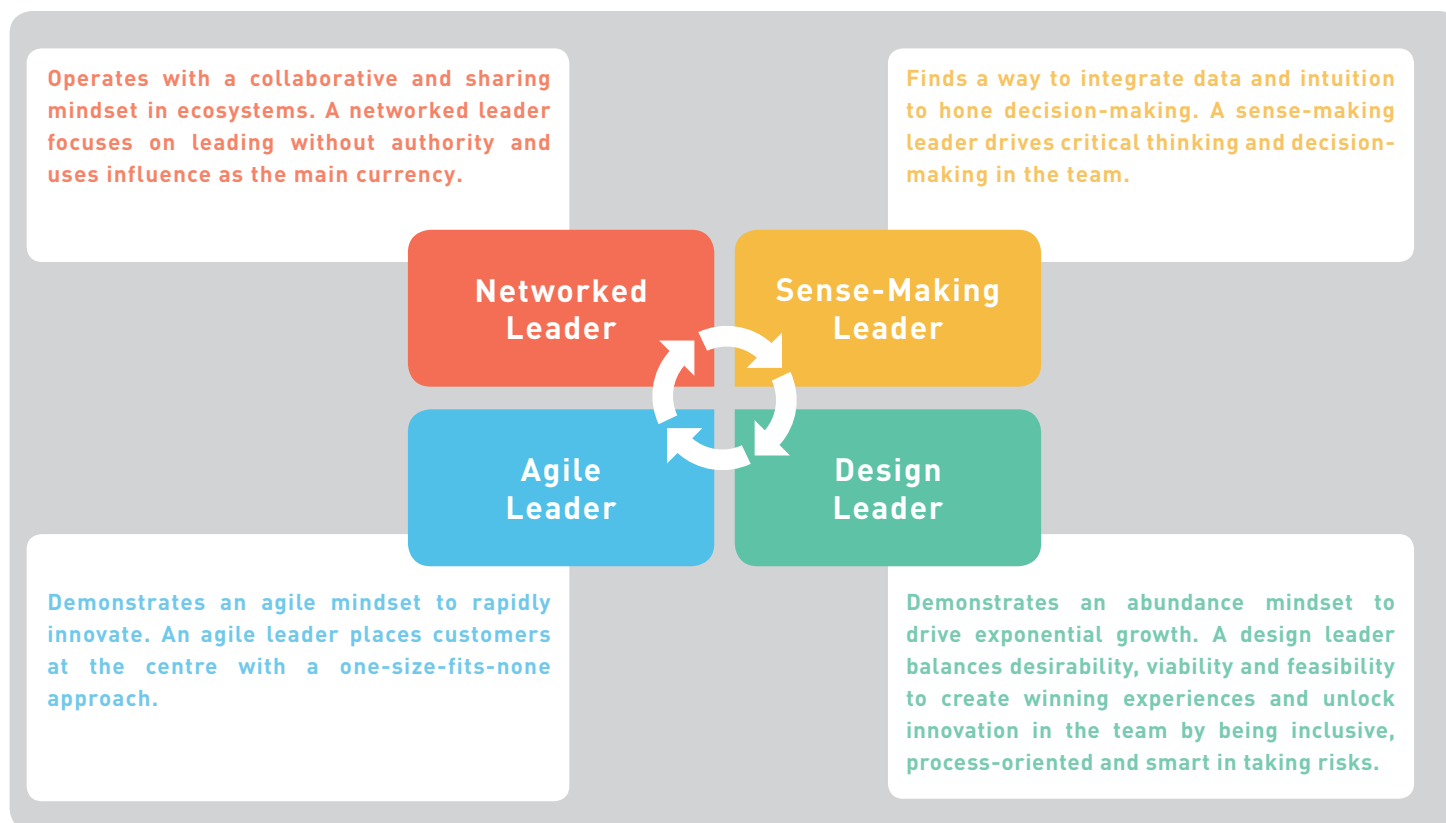 Operates with a collaborative and sharing
mindset in ecosystems. A networked leader
focuses on leading without authority and
uses influence as the main currency.
Finds a way to integrate data and intuition
to hone decision-making. A sense-making
leader drives critical thinking and decision-
making in the team.
Networked
Leader
Sense-Making
Leader
Agile
Leader
Design
Leader
Demonstrates an agile mindset to rapidly
innovate. An agile leader places customers
at the centre with a one-size-fits-none
approach.
Demonstrates an abundance mindset to
drive exponential growth. A design leader
balances desirability, viability and feasibility
to create winning experiences and unlock
innovation in the team by being inclusive,
process-oriented and smart in taking risks.